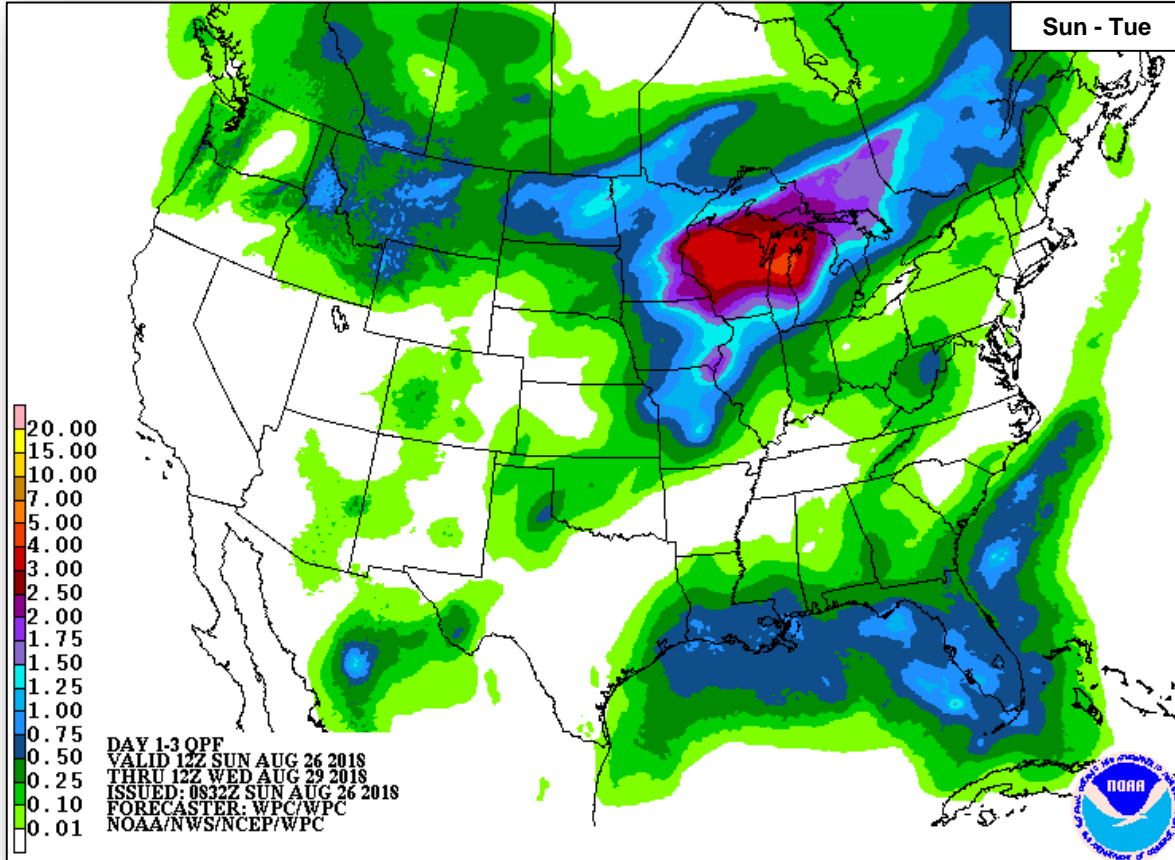 Sun - Tue
20.00
15.00
10.00
7.00
5.00
4.00
3.00
2.50
2.00
1.75
1.50
1.25
1.00
0.75
0.50
0.25
0.10
0.01
DAY 1-3 QPF
VALID 12Z SUN AUG 26 2018
THRU 12Z WED AUG 29 2018
ISSUED: 0832Z SUN AUG 26 2018
FORECASTER: WPC/WPC
NOAA/NWS/NCEP/WPC
NOAA